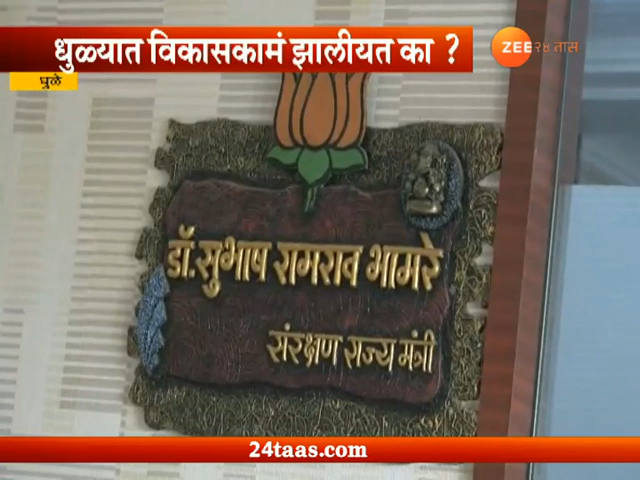 धुळ्यात विकासकामं झालीयत का ?
ZEE २४ तास
धुळे
डॉ. सुभाष रामराव भामरे
संरक्षण राज्य मंत्री
24taas.com